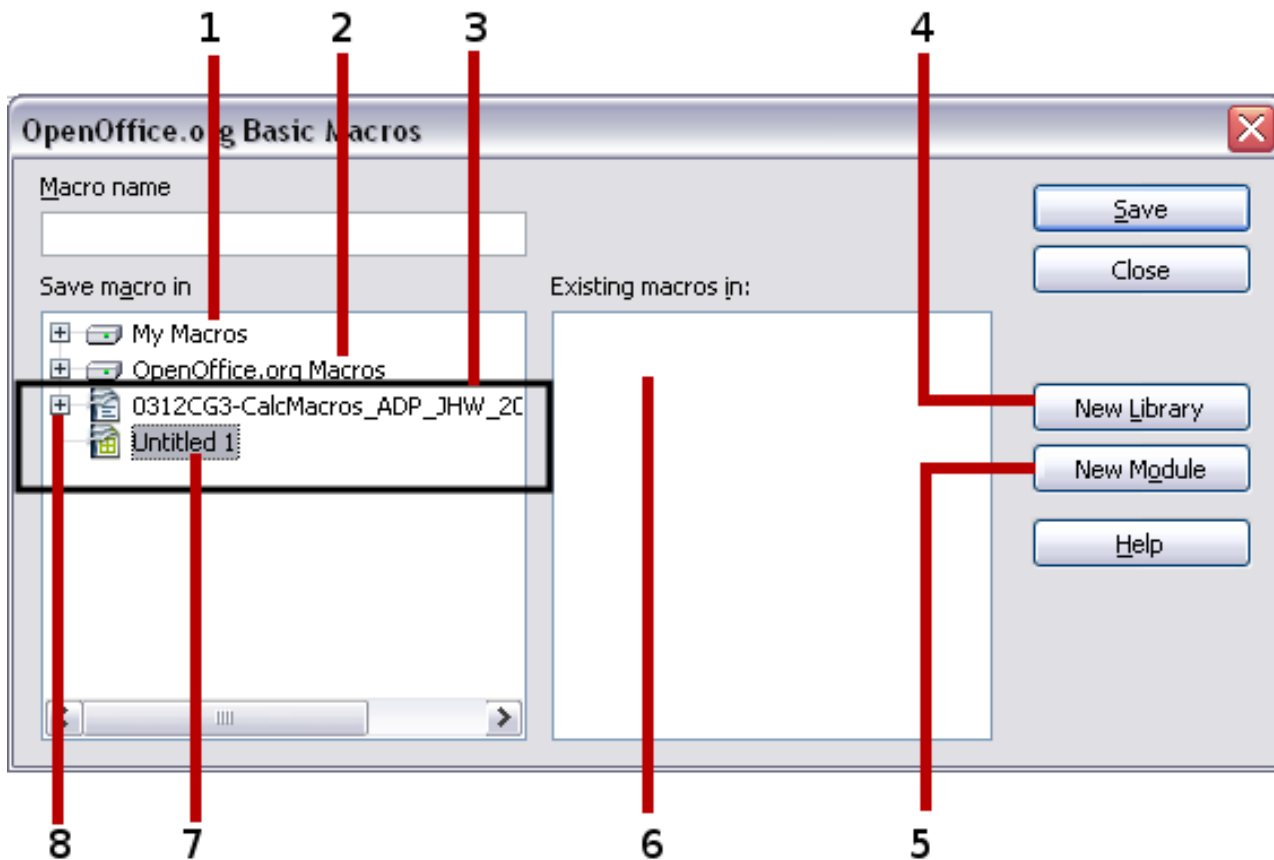 1 2 3 4
OpenOffice.org Basic Macros
Macro name
Save
Close
Save macro in
Existing macros in:
My Macros
OpenOffice.org Macros
0312CG3-CalcMacros_ADP_JHW_2
Untitled 1
New Library
New Module
Help
8 7 6 5